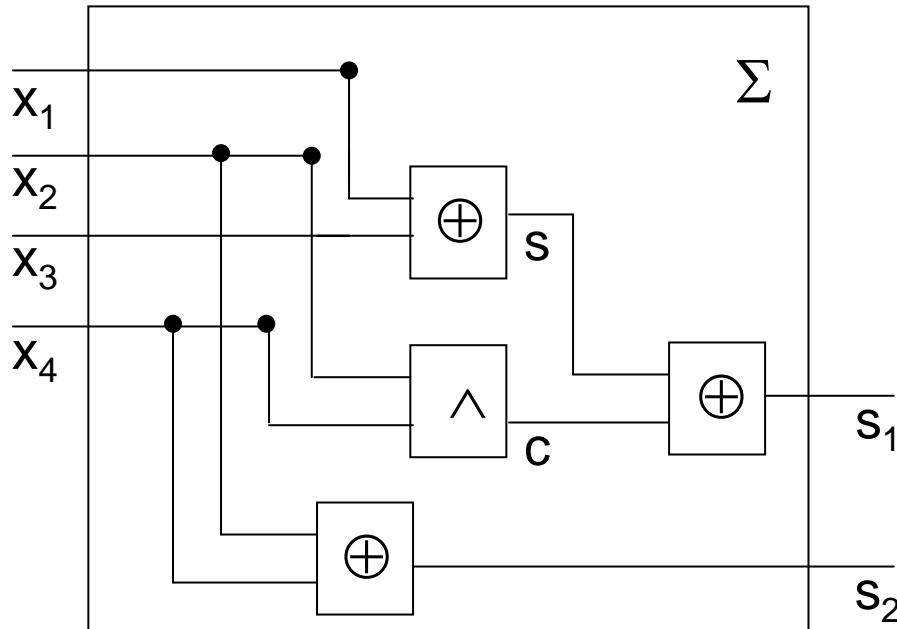 Σ
x₁
x₂
x₃
x₄
⊕
s
∧
c
⊕
s₁
⊕
s₂